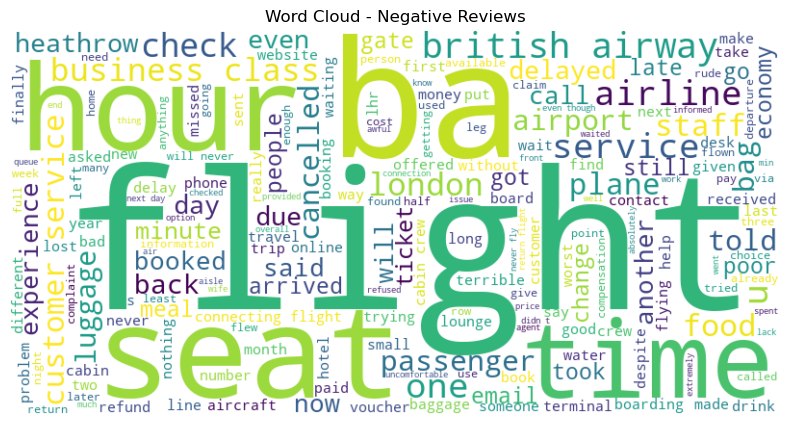 Word Cloud - Negative Reviews
heathrow
check
need
even
website
gate
person
first
available
british airway
make
take
finally
hour
business class
home
anything
missed
going
sent
ba
waiting
lhr
people
enough
money
know
used
put
cost
awful
getting
leg
delayed
claim
late
rude
go
call
airline
even though
next
informed
departure
economy
end
thing
queue
customer service
week
full
asked
new
left
many
will never
really
cancelled
booking
offered
without
airport
wait
waited
staff
desk
flown
service
front
bag
min
experience
year
lost
bad
delay
phone
checked
day
due
provided
london
way
connection
got
board
plane
find
still
given
pay
via
work
contact
received
last
three
flight
minute
next day
option
information
travel
overall
trip
online
found
half
will
ticket
issue
long
never fly
return flight
well
customer
worst
change
point
compensation
absolutely
another
told
poor
choice
went
tried
already
different
luggage
booked
air
said
aisle
wife
refused
cabin crew
terrible
row
lounge
give
price
didn t
agent
say
flying
help
u
spent
complaint
s
least
back
arrived
never
connecting flight
trying
meal
flew
nothing
month
hotel
small
passenger
good
crew
despite
water
food
lack
problem
night
cabin
two
seat
number
uncomfortable
use
one
book
took
time
extremely
called
return
later
much
refund
line
aircraft
paid
now
voucher
email
baggage
someone
terminal
boarding
made
drink